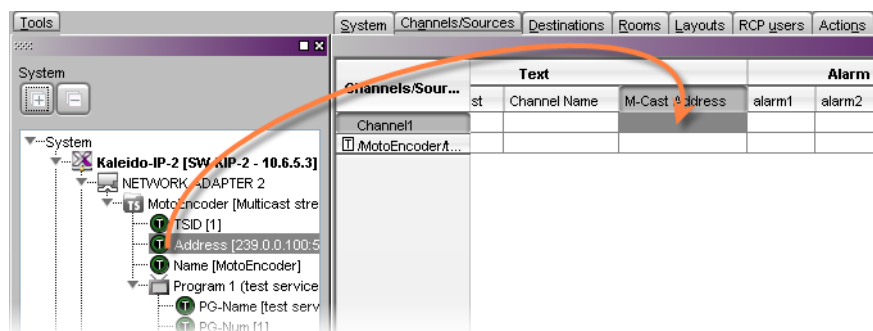 Tools
System Channels/Sources Destinations Rooms Layouts RCP users Actions
System
Channels/Sour...
Text
Alarm
st Channel Name M-Cast Address alarm1 alarm2
Channel1
System
Kaleido-IP-2 [SW KIP-2 - 10.6.5.3]
NETWORK ADAPTER 2
TS MotoEncoder [Multicast stre
T TSID [1]
T Address [239.0.0.100:5
T Name [MotoEncoder]
Program 1 (test service
T PG-Name [test serv
T PG-Num [1]
T /MotoEncoder/t...